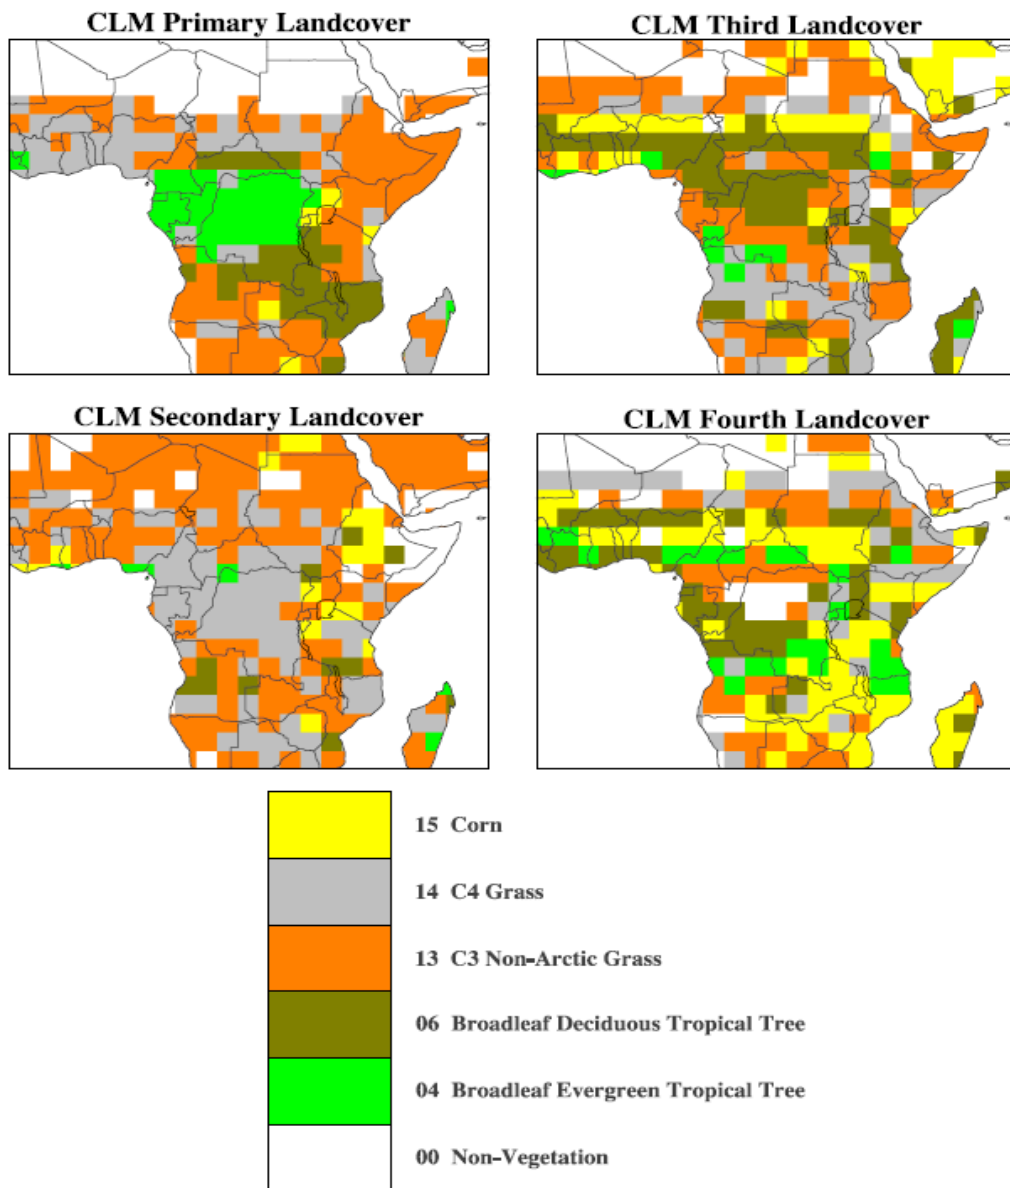 CLM Primary Landcover
CLM Third Landcover
CLM Secondary Landcover
CLM Fourth Landcover
15 Corn
14 C4 Grass
13 C3 Non-Arctic Grass
06 Broadleaf Deciduous Tropical Tree
04 Broadleaf Evergreen Tropical Tree
00 Non-Vegetation